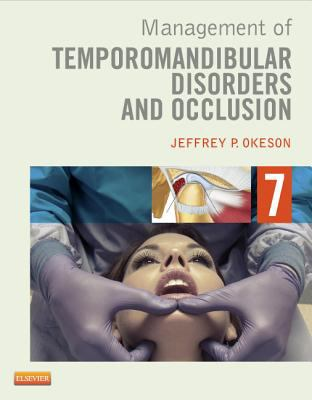 Management of
TEMPOROMANDIBULAR
DISORDERS
AND OCCLUSION
JEFFREY P. OKESON
7
ELSEVIER